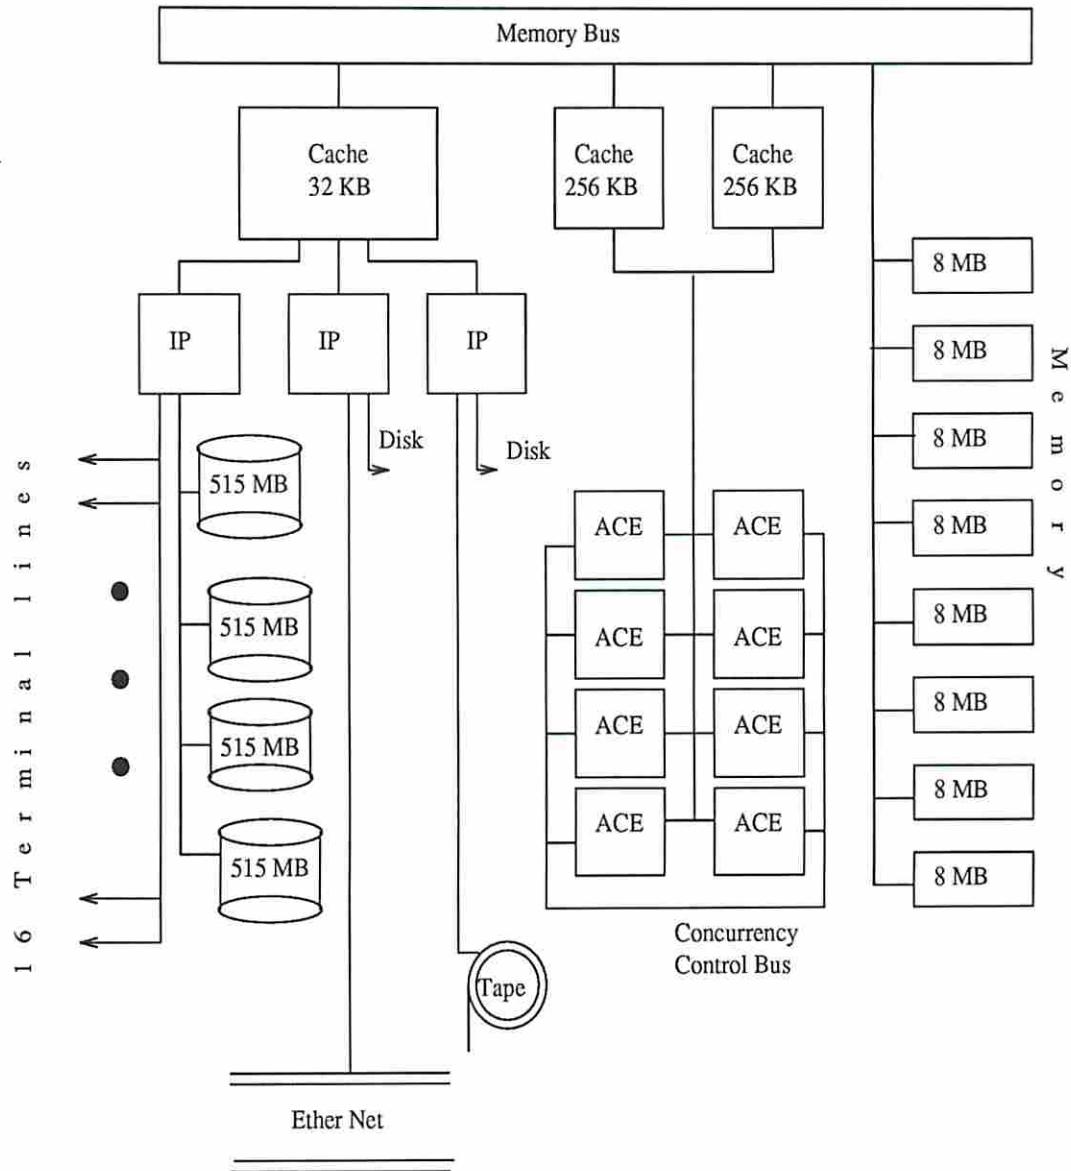 Memory Bus
Cache
32 KB
Cache
256 KB
Cache
256 KB
8 MB
8 MB
8 MB
8 MB
8 MB
8 MB
8 MB
8 MB
Memory
IP
IP
IP
Disk
Disk
16 Terminal lines
515 MB
515 MB
515 MB
515 MB
ACE
ACE
ACE
ACE
ACE
ACE
ACE
ACE
Concurrency
Control Bus
Tape
Ether Net